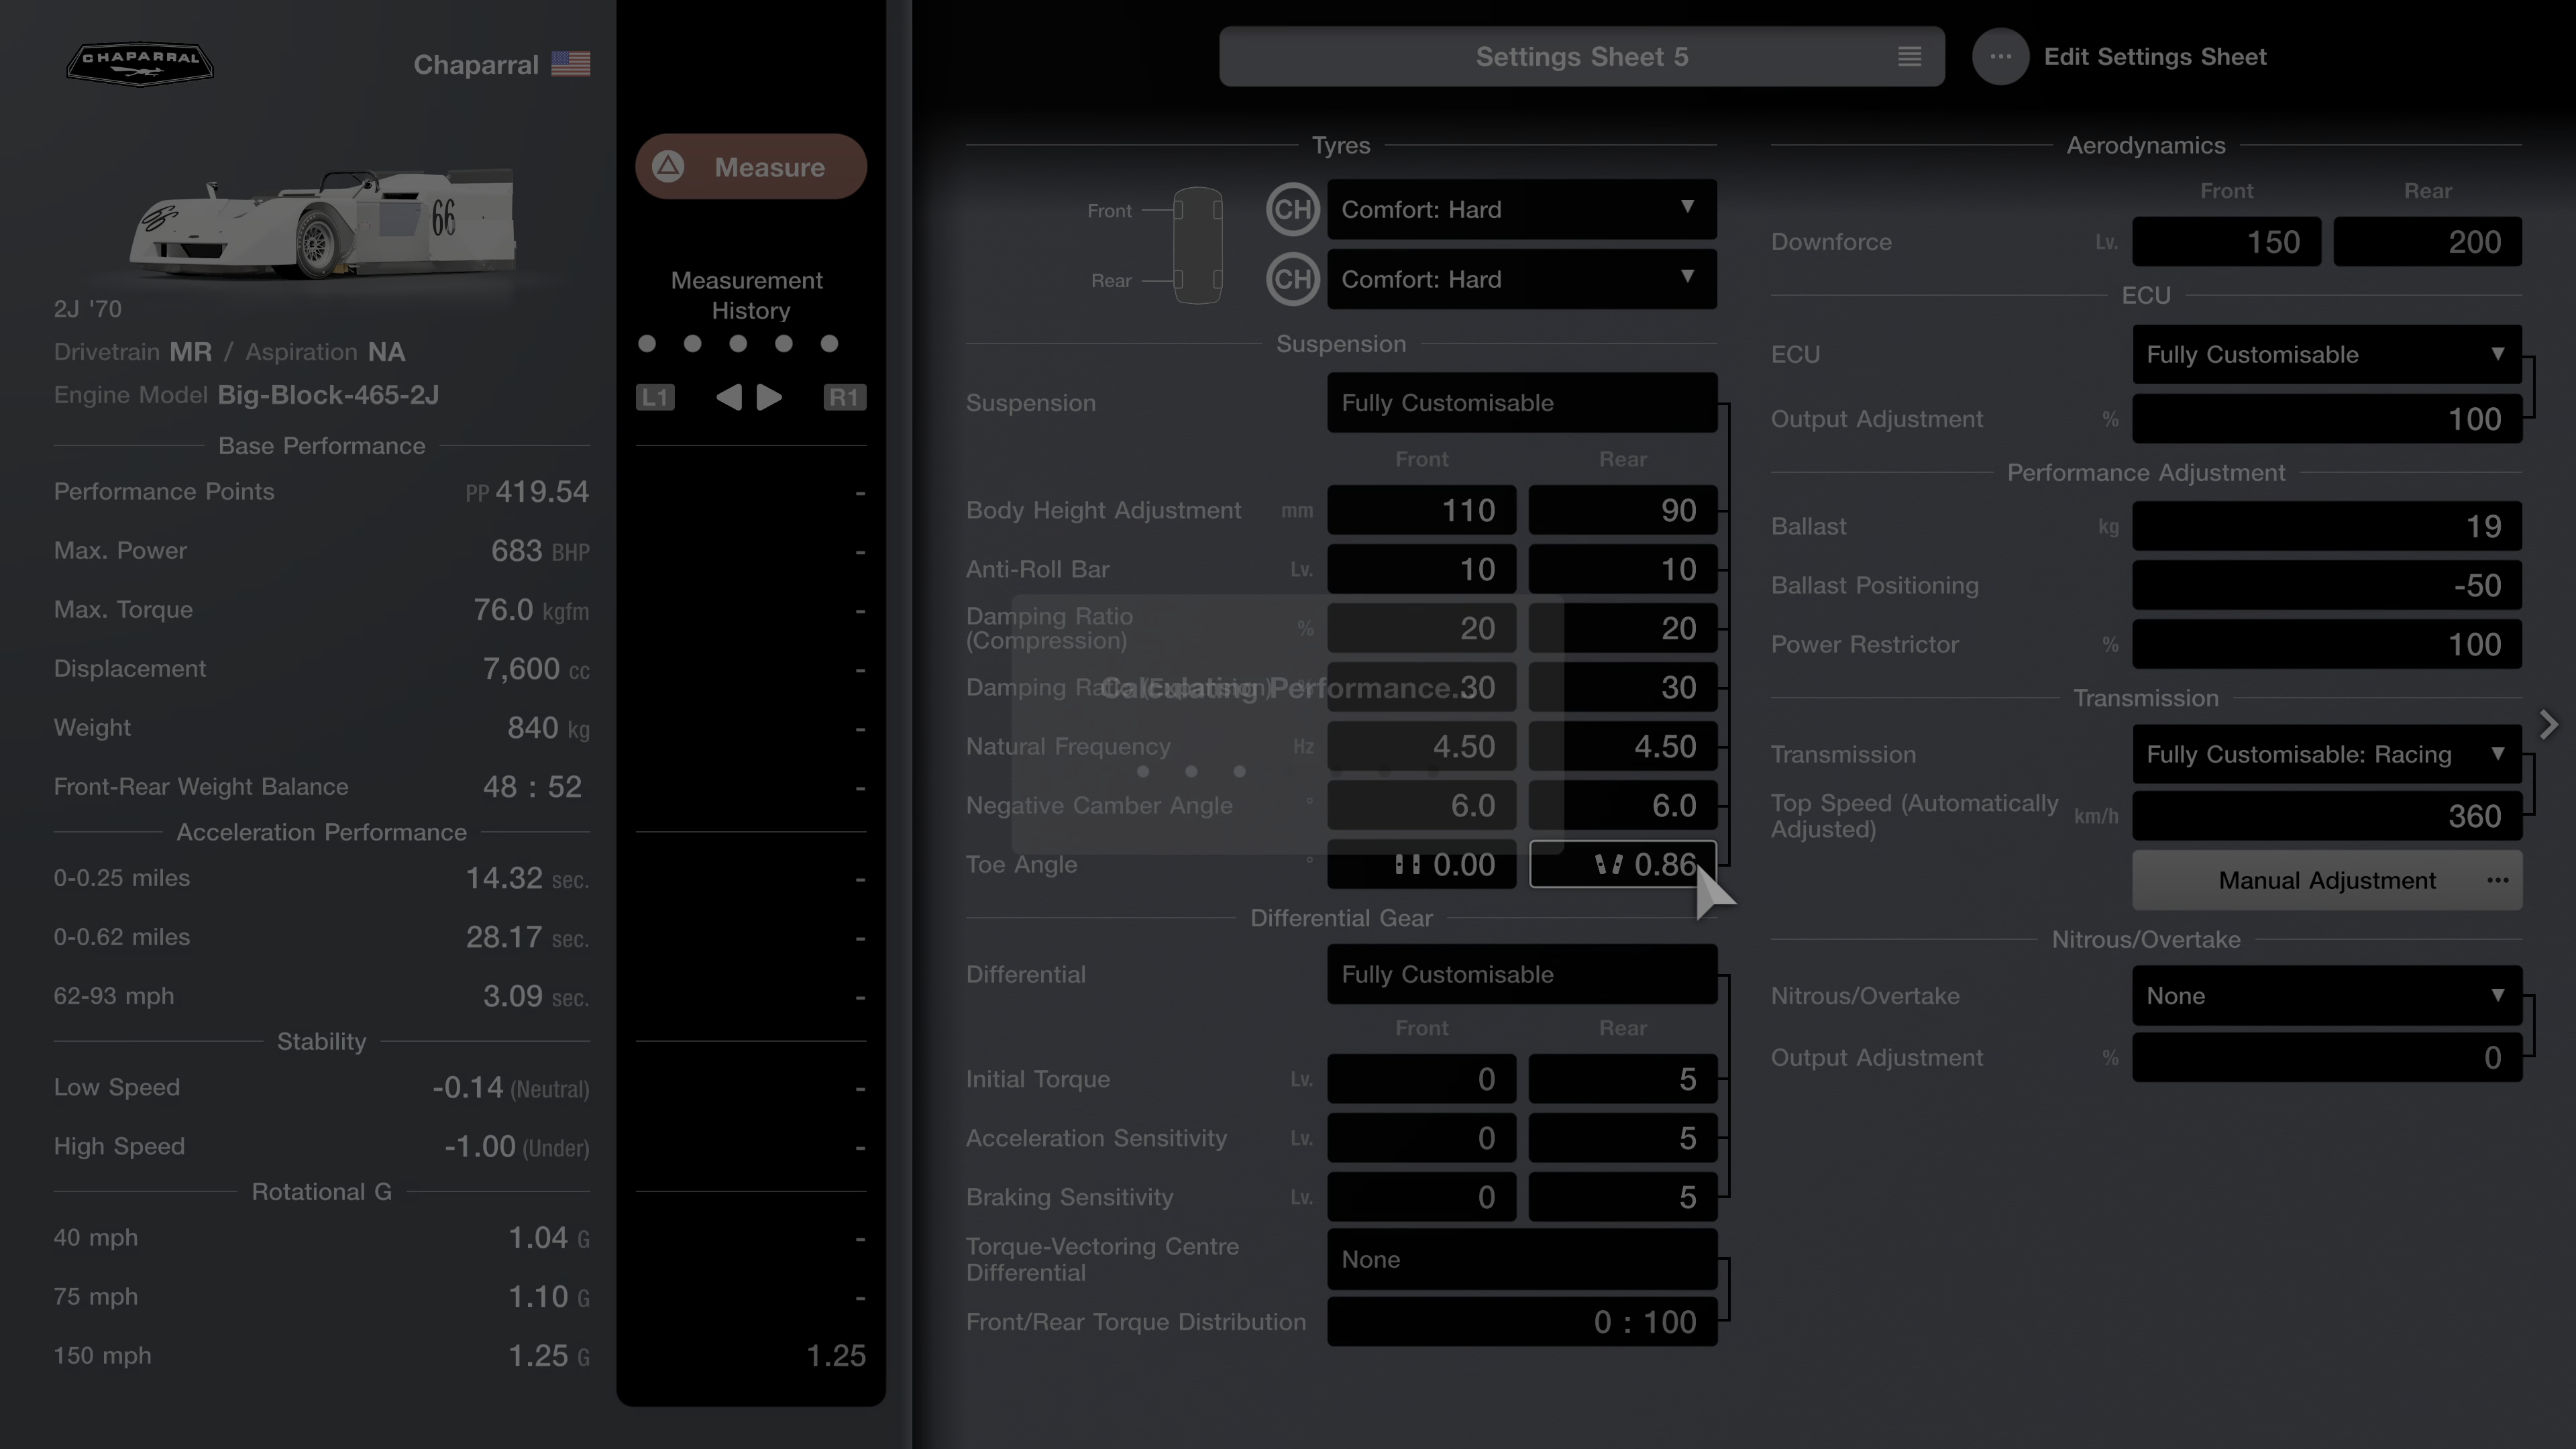 CHAPARRAL
Chaparral
66
2J '70
Drivetrain MR / Aspiration NA
Engine Model Big-Block-465-2J
Base Performance
Performance Points PP 419.54
Max. Power 683 BHP
Max. Torque 76.0 kgfm
Displacement 7,600 cc
Weight 840 kg
Front-Rear Weight Balance 48 : 52
Acceleration Performance
0-0.25 miles 14.32 sec.
0-0.62 miles 28.17 sec.
62-93 mph 3.09 sec.
Stability
Low Speed -0.14 (Neutral)
High Speed -1.00 (Under)
Rotational G
40 mph 1.04 G
75 mph 1.10 G
150 mph 1.25 G
Measure
Measurement
History
L1 R1
-
-
-
-
-
-
-
-
-
-
-
-
-
1.25
Settings Sheet 5
Edit Settings Sheet
Tyres
Front CH Comfort: Hard
Rear CH Comfort: Hard
Suspension
Suspension Fully Customisable
Front Rear
Body Height Adjustment mm 110 90
Anti-Roll Bar Lv. 10 10
Damping Ratio
(Compression) % 20 20
Damping Ratio (Expansion) % 30 30
Calculating Performance...
Natural Frequency Hz 4.50 4.50
Negative Camber Angle ° 6.0 6.0
Toe Angle ° 0.00 0.86
Differential Gear
Differential Fully Customisable
Front Rear
Initial Torque Lv. 0 5
Acceleration Sensitivity Lv. 0 5
Braking Sensitivity Lv. 0 5
Torque-Vectoring Centre
Differential None
Front/Rear Torque Distribution 0 : 100
Aerodynamics
Front Rear
Downforce Lv. 150 200
ECU
ECU Fully Customisable
Output Adjustment % 100
Performance Adjustment
Ballast kg 19
Ballast Positioning -50
Power Restrictor % 100
Transmission
Transmission Fully Customisable: Racing
Top Speed (Automatically
Adjusted) km/h 360
Manual Adjustment
Nitrous/Overtake
Nitrous/Overtake None
Output Adjustment % 0